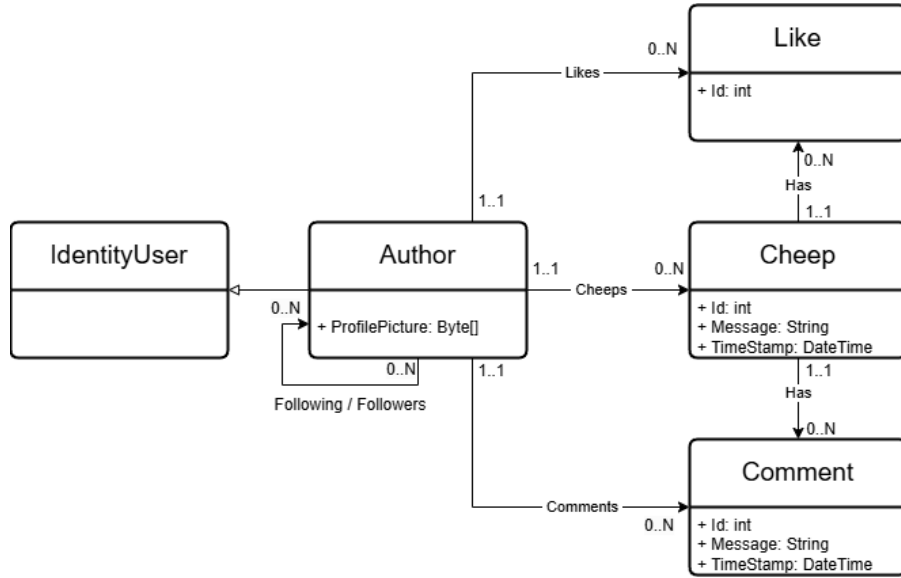 Like
+ Id: int
0..N
Likes
1..1
0..N
Has
1..1
IdentityUser
Author
+ ProfilePicture: Byte[]
1..1
Cheeps
0..N
Cheep
+ Id: int
+ Message: String
+ TimeStamp: DateTime
0..N
0..N
Following / Followers
1..1
Comments
0..N
1..1
Has
0..N
Comment
+ Id: int
+ Message: String
+ TimeStamp: DateTime